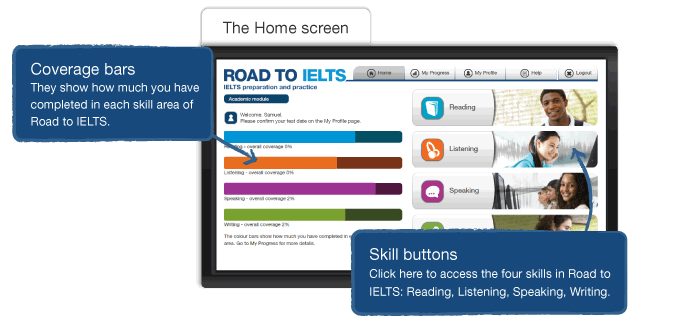 The Home screen
Coverage bars
They show how much you have
completed in each skill area of
Road to IELTS.
ROAD TO IELTS
IELTS preparation and practice
Home
My Progress
My Profile
Help
Logout
Academic module
Welcome, Samuel.
Please confirm your test date on the My Profile page.
Reading - overall coverage 0%
Listening - overall coverage 0%
Speaking - overall coverage 2%
Writing - overall coverage 2%
The colour bars show how much you have completed in
area. Go to My Progress for more details.
Reading
Listening
Speaking
Skill buttons
Click here to access the four skills in Road to
IELTS: Reading, Listening, Speaking, Writing.